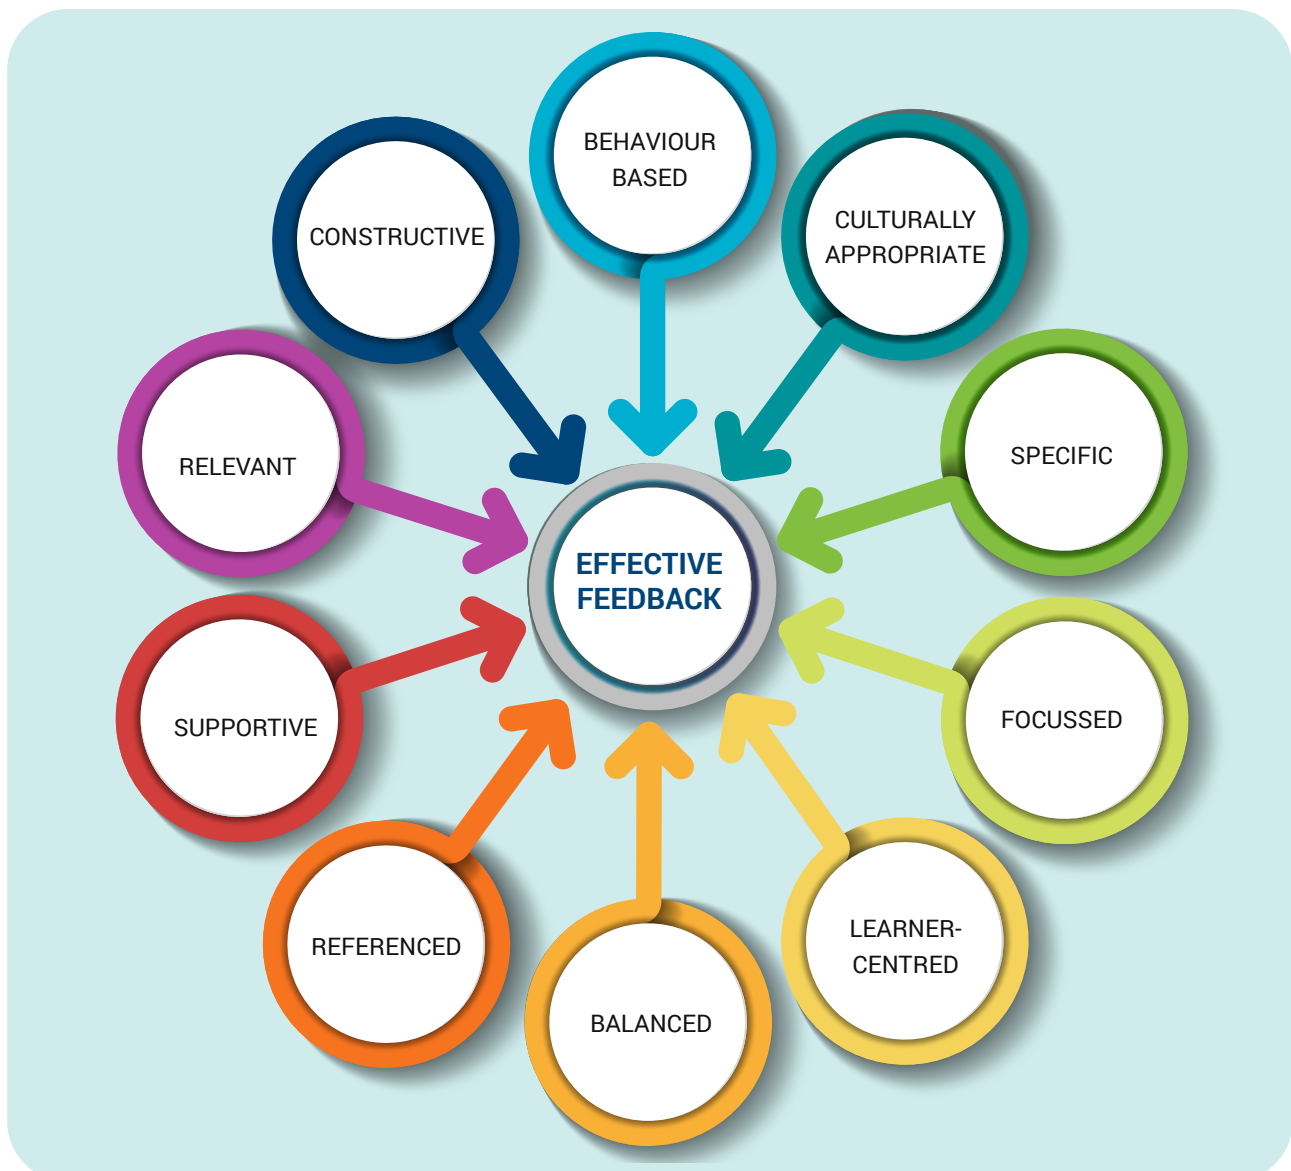 BEHAVIOUR
BASED
CULTURALLY
APPROPRIATE
CONSTRUCTIVE
SPECIFIC
RELEVANT
EFFECTIVE
FEEDBACK
FOCUSSED
SUPPORTIVE
LEARNER-
CENTRED
REFERENCED
BALANCED